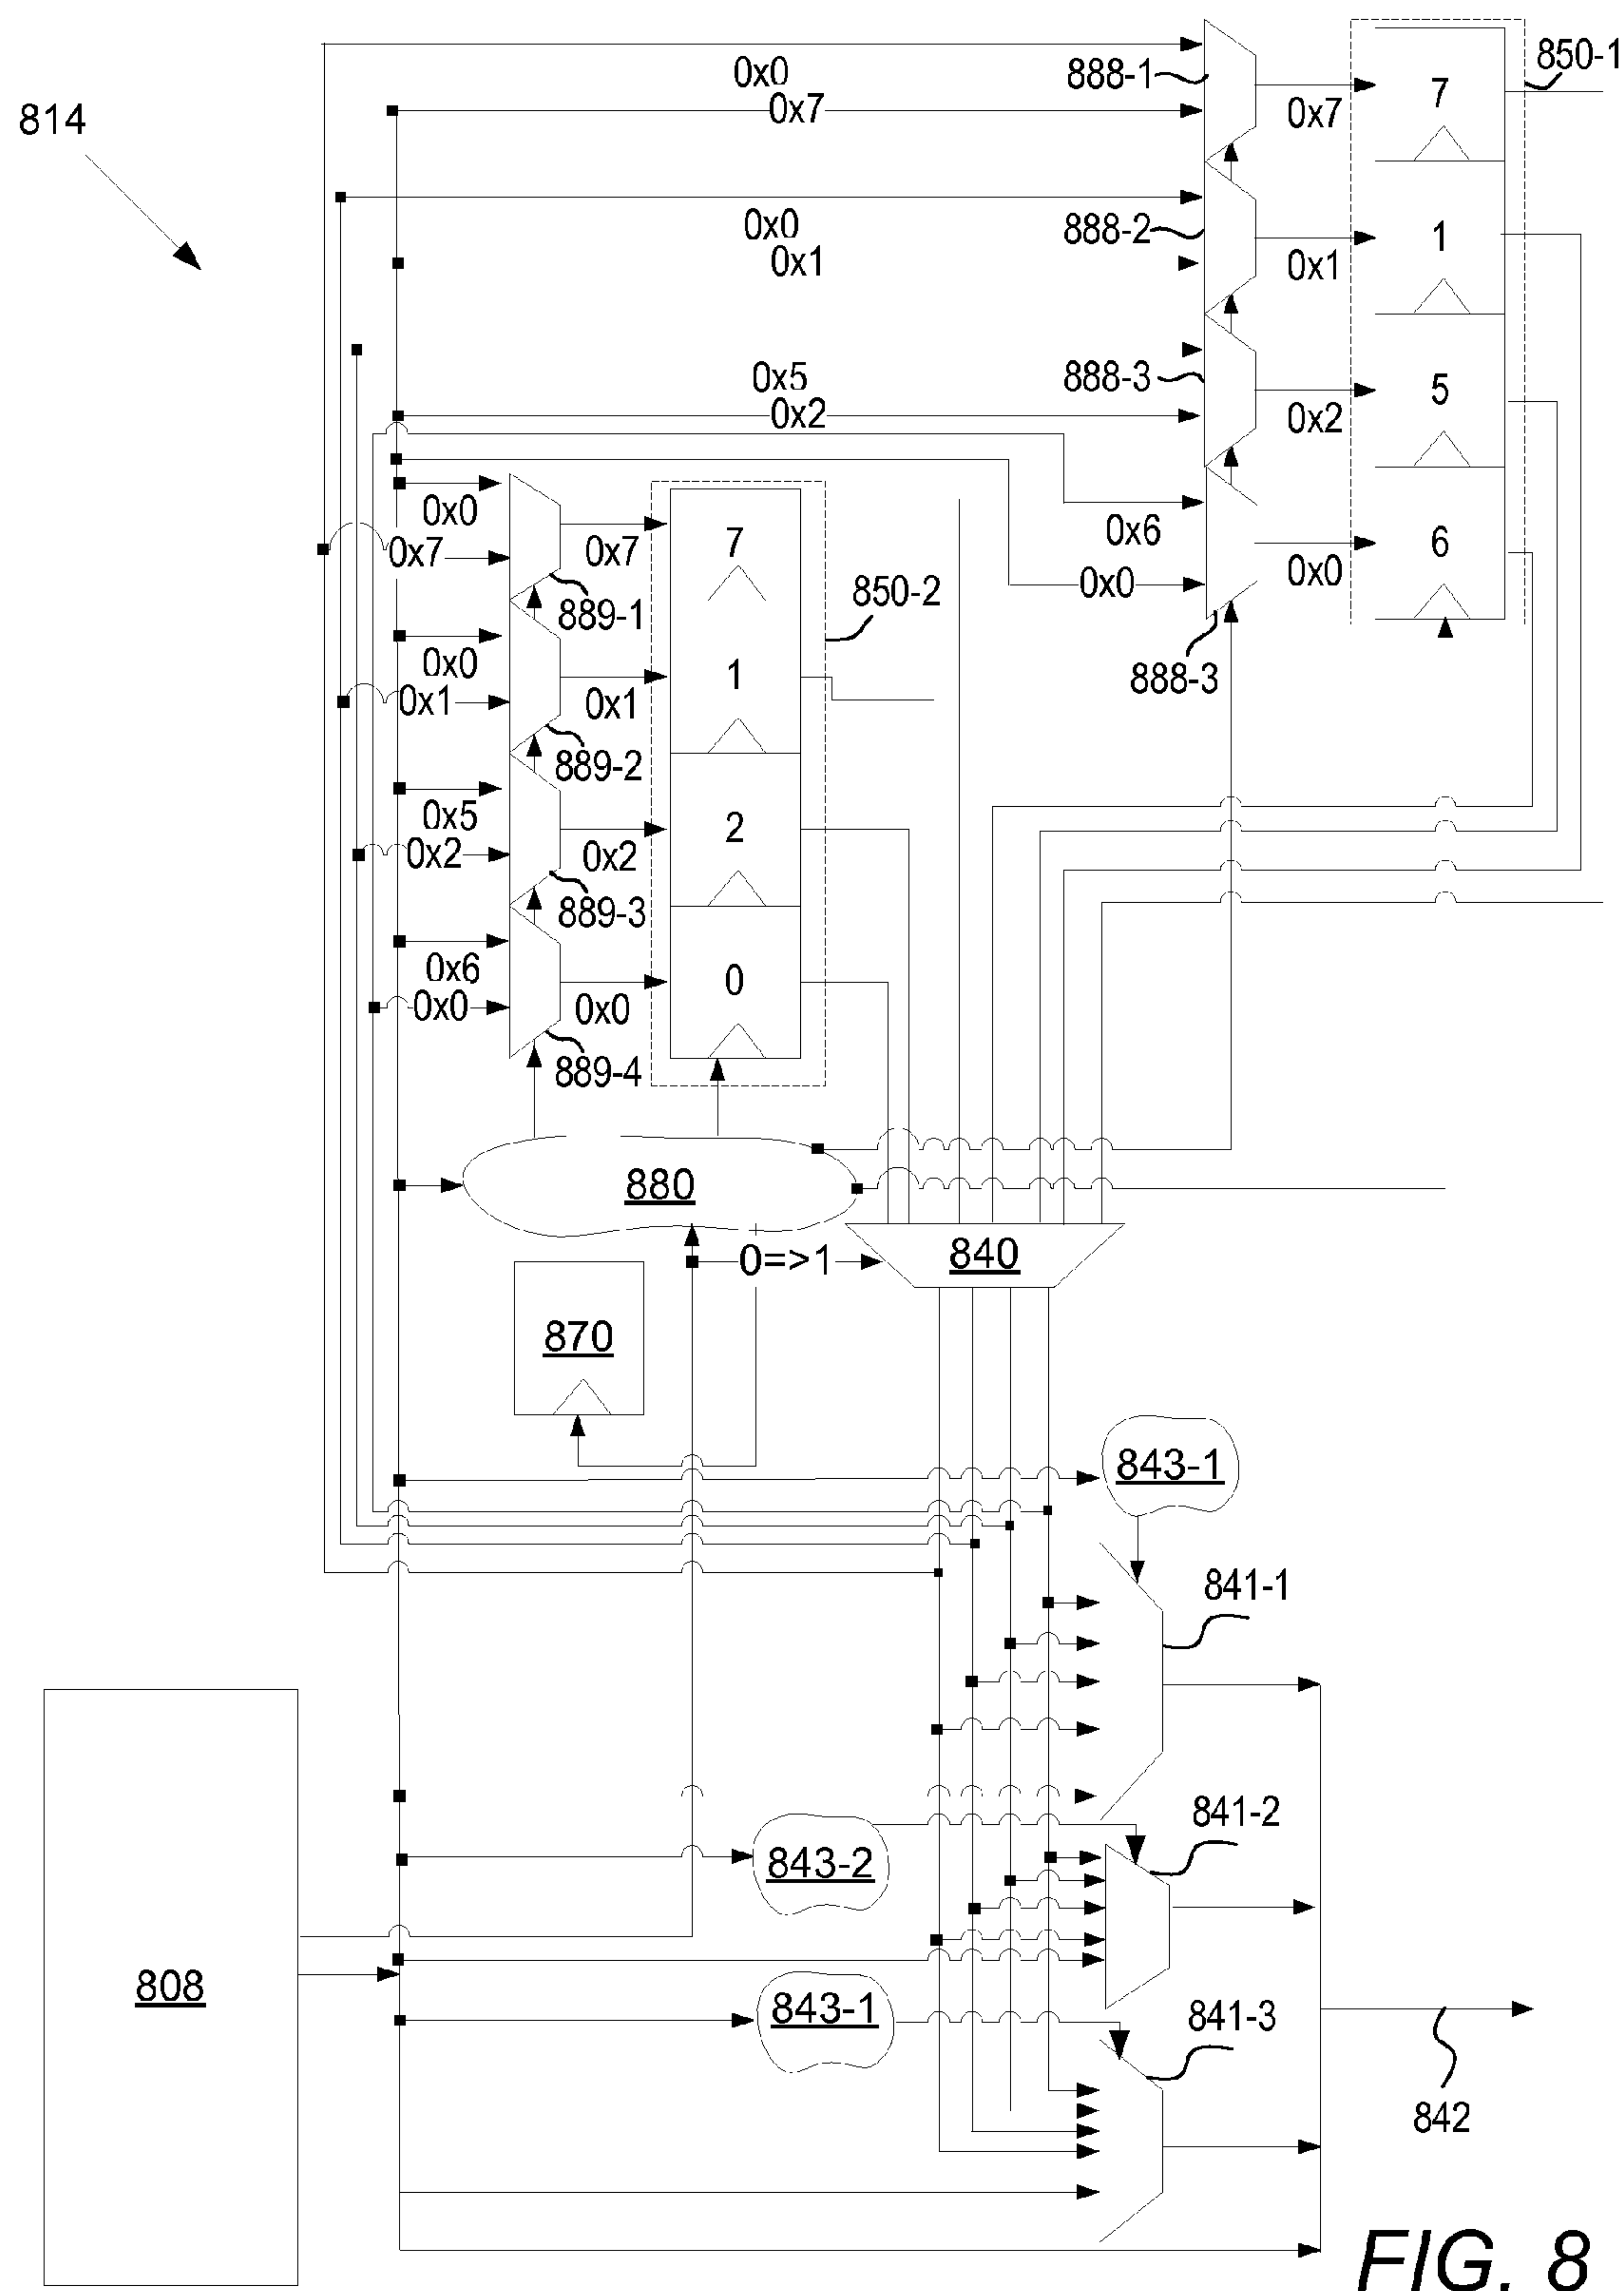 814
0x0
0x7
888-1
0x7
7
850-1
0x0
0x1
888-2
0x1
1
0x5
0x2
888-3
0x2
5
0x6
0x0
888-3
0x0
6
0x0
0x7
0x7
889-1
7
850-2
0x0
0x1
0x1
889-2
1
0x5
0x2
0x2
889-3
2
0x6
0x0
0x0
889-4
0
880
0=>1
840
870
843-1
841-1
843-2
841-2
808
843-1
841-3
842
FIG. 8